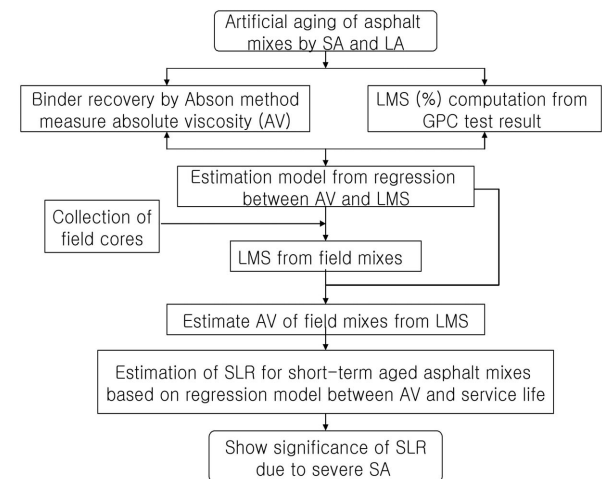 Artificial aging of asphalt
mixes by SA and LA
Binder recovery by Abson method
measure absolute viscosity (AV)
LMS (%) computation from
GPC test result
Estimation model from regression
between AV and LMS
Collection of
field cores
LMS from field mixes
Estimate AV of field mixes from LMS
Estimation of SLR for short-term aged asphalt mixes
based on regression model between AV and service life
Show significance of SLR
due to severe SA